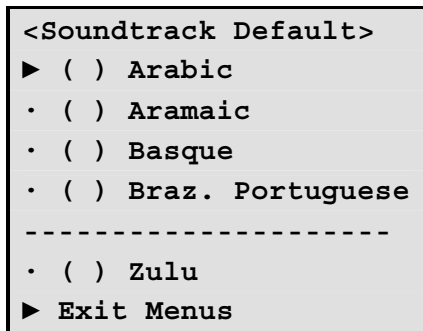 <Soundtrack Default>
► ( ) Arabic
· ( ) Aramaic
· ( ) Basque
· ( ) Braz. Portuguese
---------------------
· ( ) Zulu
► Exit Menus